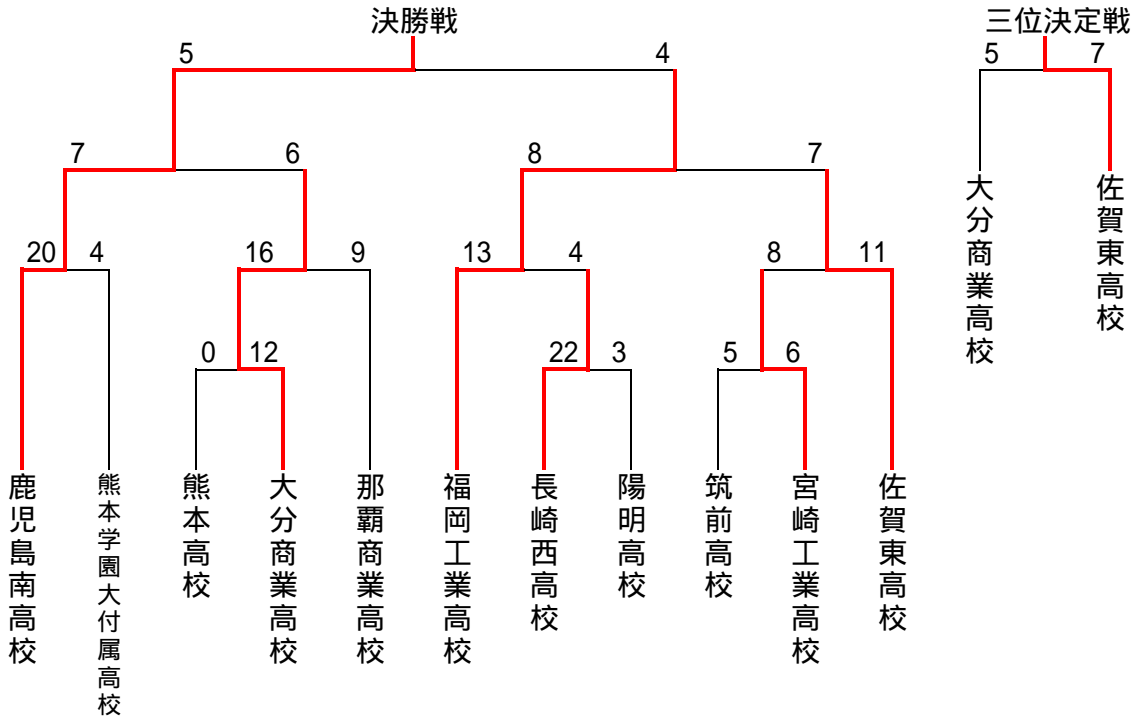 決勝戦
三位決定戦
5 4
5 7
7 6 8 7
20 4 16 9 13 4 8 11
0 12 22 3 5 6
大分商業高校
佐賀東高校
鹿児島南高校
熊本学園大付属高校
熊本高校
大分商業高校
那覇商業高校
福岡工業高校
長崎西高校
陽明高校
筑前高校
宮崎工業高校
佐賀東高校